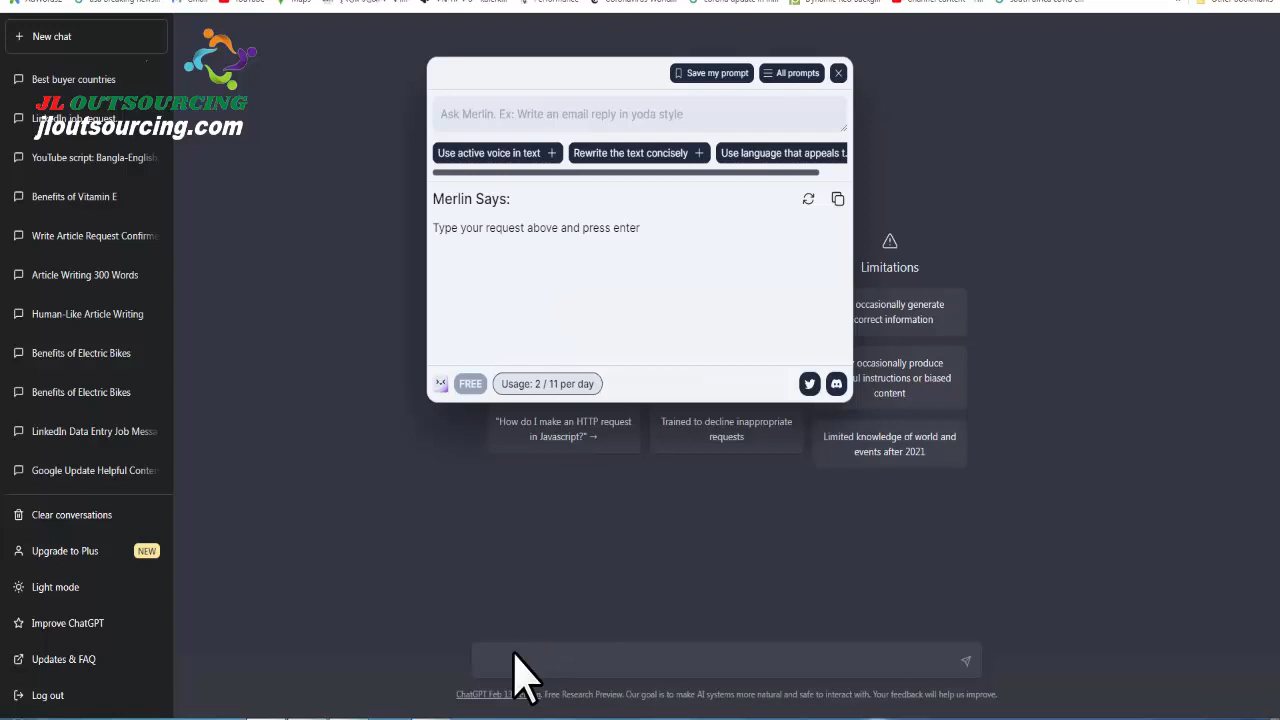 New chat
Best buyer countries
LinkedIn job request
YouTube script: Bangla-English
Benefits of Vitamin E
Write Article Request Confirme
Article Writing 300 Words
Human-Like Article Writing
Benefits of Electric Bikes
Benefits of Electric Bikes
LinkedIn Data Entry Job Messa
Google Update Helpful Conten
Clear conversations
Upgrade to Plus NEW
Light mode
Improve ChatGPT
Updates & FAQ
Log out
JL OUTSOURCING
jloutsourcing.com
Save my prompt All prompts
Ask Merlin. Ex: Write an email reply in yoda style
Use active voice in text + Rewrite the text concisely + Use language that appeals t
Merlin Says:
Type your request above and press enter
FREE Usage: 2 / 11 per day
Limitations
occasionally generate
correct information
occasionally produce
ul instructions or biased
content
Limited knowledge of world and
events after 2021
"How do I make an HTTP request
in Javascript?" →
Trained to decline inappropriate
requests
ChatGPT Feb 13 Free Research Preview. Our goal is to make AI systems more natural and safe to interact with. Your feedback will help us improve.